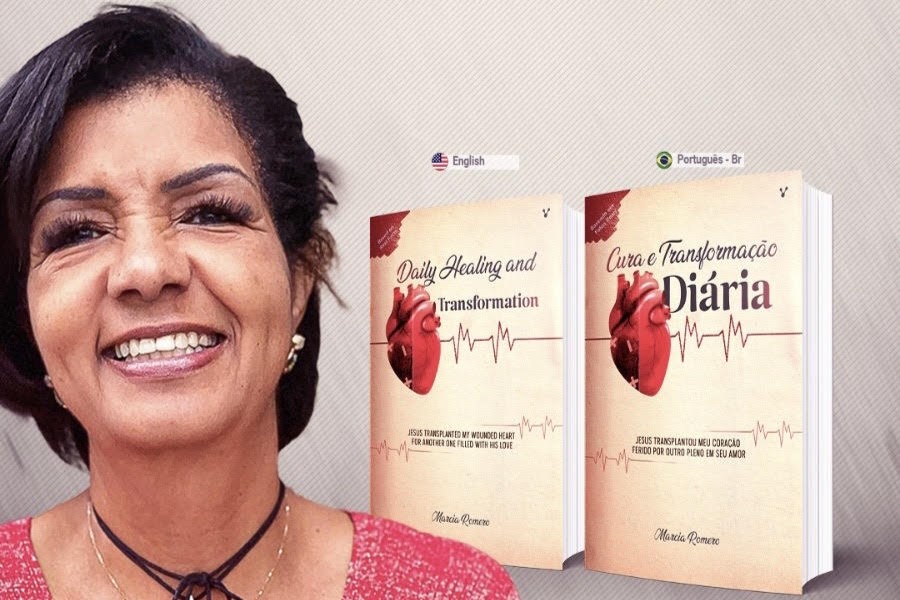 English
Português - Br
Daily Healing and
Transformation
JESUS TRANSPLANTED MY WOUNDED HEART
FOR ANOTHER ONE FILLED WITH HIS LOVE
Marcia Romero
Cura e Transformação
Diária
JESUS TRANSPLANTOU MEU CORAÇÃO
FERIDO POR OUTRO PLENO EM SEU AMOR
Marcia Romero